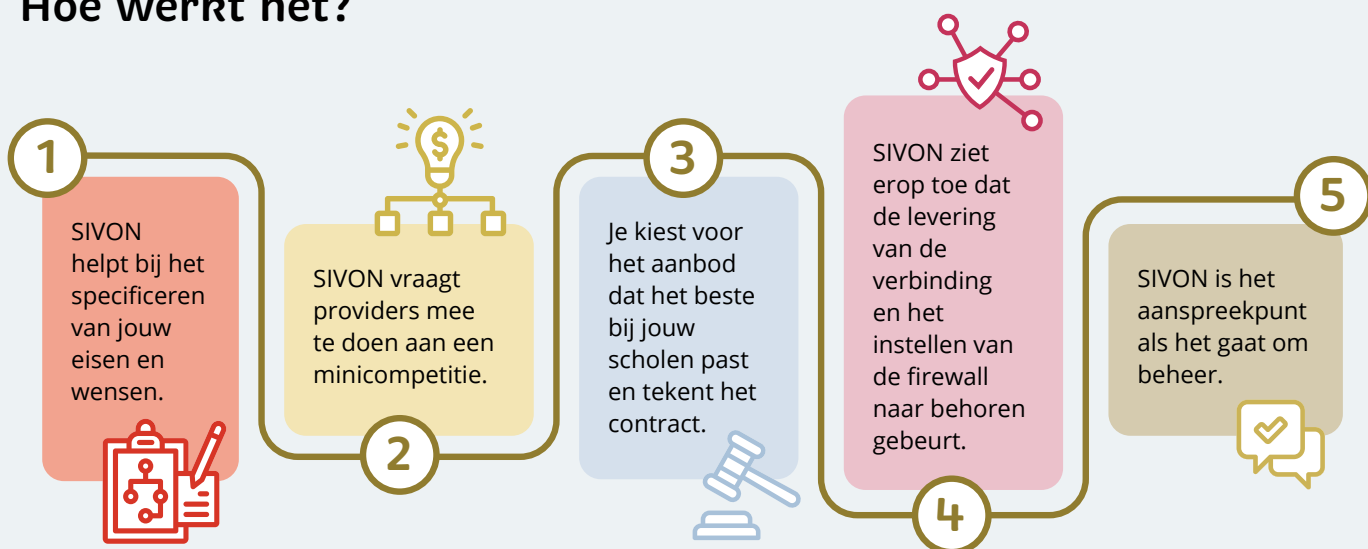 Hoe werkt het?
1
SIVON
helpt bij het
specificeren
van jouw
eisen en
wensen.
$
SIVON vraagt
providers mee
te doen aan een
minicompetitie.
2
3
Je kiest voor
het aanbod
dat het beste
bij jouw
scholen past
en tekent het
contract.
SIVON ziet
erop toe dat
de levering
van de
verbinding
en het
instellen van
de firewall
naar behoren
gebeurt.
4
5
SIVON is het
aanspreekpunt
als het gaat om
beheer.